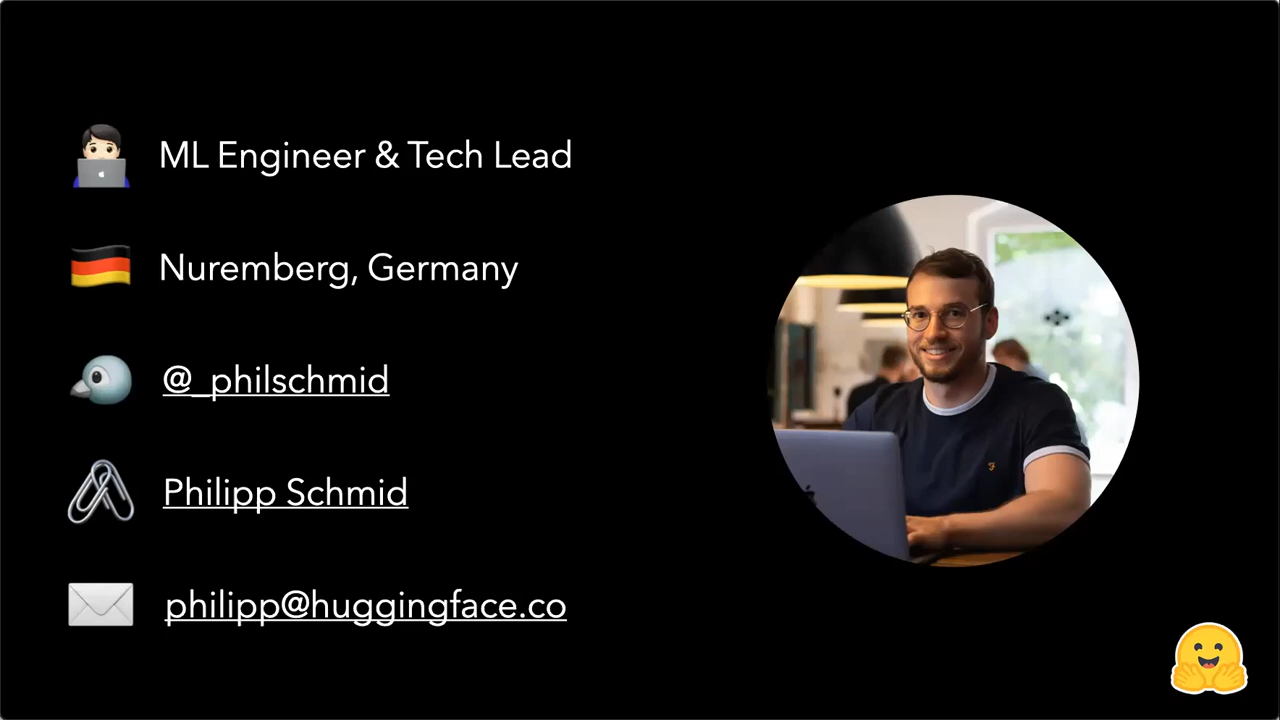 ML Engineer & Tech Lead
Nuremberg, Germany
@_philschmid
Philipp Schmid
philipp@huggingface.co